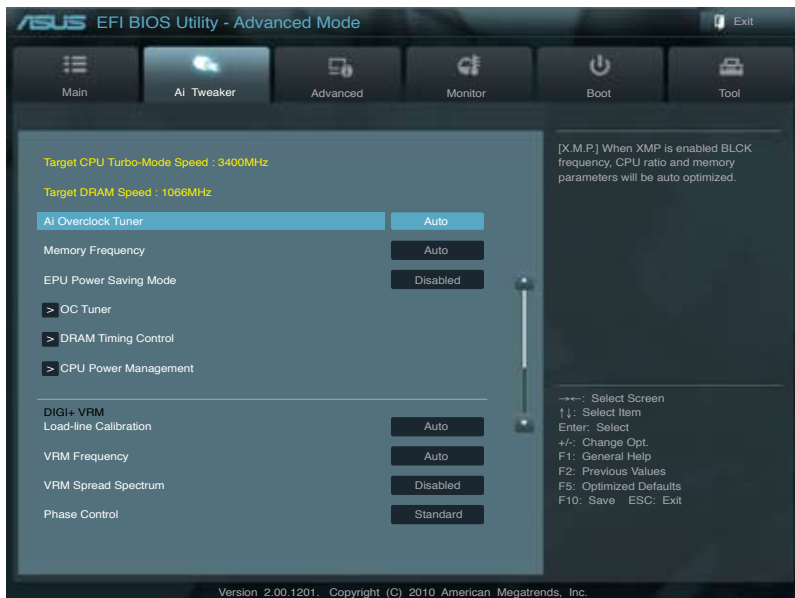 ASUS EFI BIOS Utility - Advanced Mode
Exit
Main
Ai Tweaker
Advanced
Monitor
Boot
Tool
Target CPU Turbo-Mode Speed : 3400MHz
Target DRAM Speed : 1066MHz
Ai Overclock Tuner Auto
Memory Frequency Auto
EPU Power Saving Mode Disabled
> OC Tuner
> DRAM Timing Control
> CPU Power Management
DIGI+ VRM
Load-line Calibration Auto
VRM Frequency Auto
VRM Spread Spectrum Disabled
Phase Control Standard
[X.M.P.] When XMP is enabled BLCK
frequency, CPU ratio and memory
parameters will be auto optimized.
→←: Select Screen
↑↓: Select Item
Enter: Select
+/-: Change Opt.
F1: General Help
F2: Previous Values
F5: Optimized Defaults
F10: Save ESC: Exit
Version 2.00.1201. Copyright (C) 2010 American Megatrends, Inc.